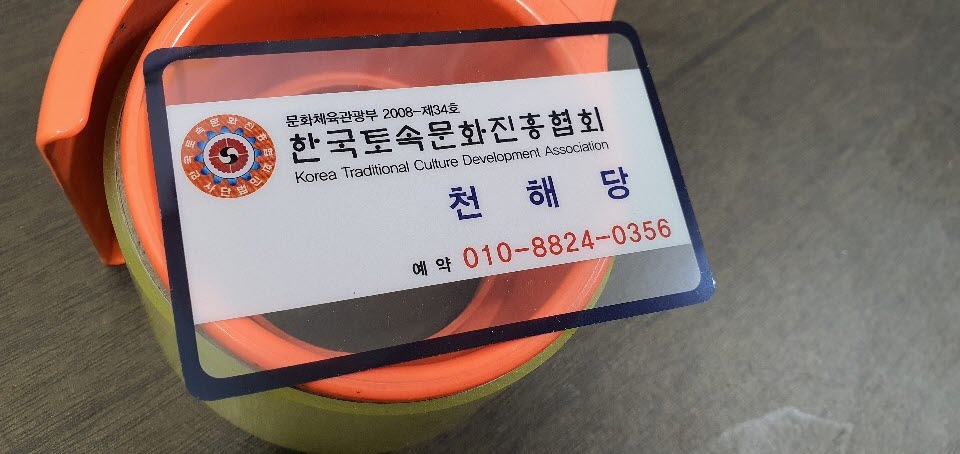 문화체육관광부 2008-제34호
한국토속문화진흥협회
Korea Traditional Culture Development Association
천 해 당
예 약 010-8824-0356